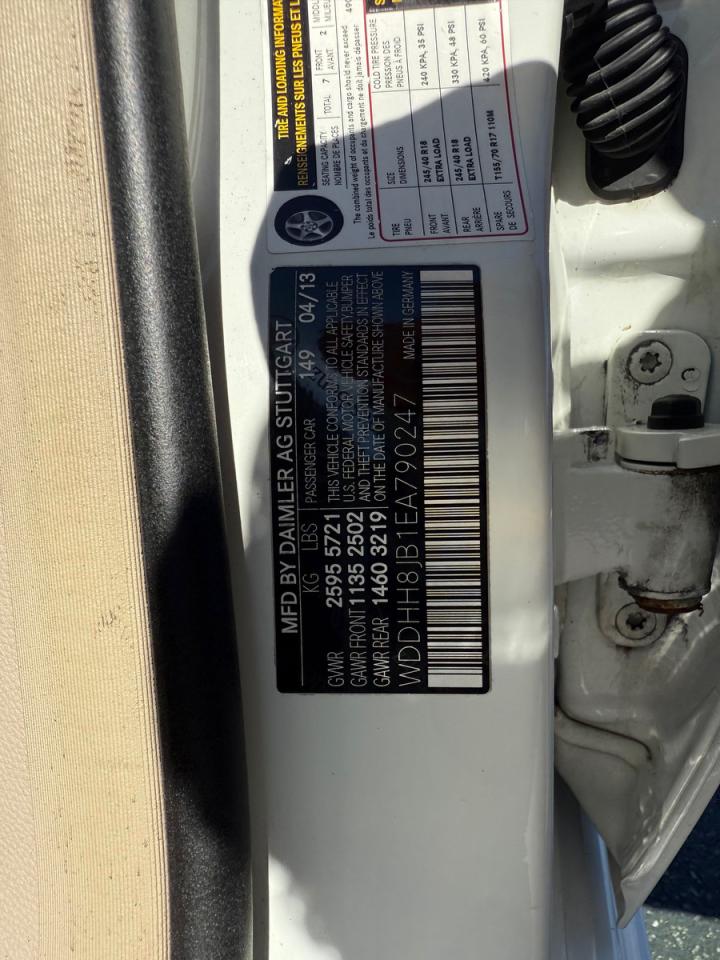 TIRE AND LOADING INFORMA
RENSEIGNEMENTS SUR LES PNEUS ET L
SEATING CAPACITY TOTAL 7 FRONT 2 MIDDL
NOMBRE DE PLACES AVANT MILIEU
The combined weight of occupants and cargo should never exceed 490
Le poids total des occupants et du chargement ne doit jamais dépasser
TIRE SIZE COLD TIRE PRESSURE
PNEU DIMENSIONS PRESSION DES
PNEUS À FROID
FRONT 245/40 R18 240 KPA, 35 PSI
AVANT EXTRA LOAD
REAR 245/40 R18 330 KPA, 48 PSI
ARRIÈRE EXTRA LOAD
SPARE T155/70 R17 110M 420 KPA, 60 PSI
DE SECOURS
MFD BY DAIMLER AG STUTTGART
KG LBS PASSENGER CAR 149 04/13
GVWR 2595 5721
GAWR FRONT 1135 2502
GAWR REAR 1460 3219
THIS VEHICLE CONFORMS TO ALL APPLICABLE
U.S. FEDERAL MOTOR VEHICLE SAFETY, BUMPER
AND THEFT PREVENTION STANDARDS IN EFFECT
ON THE DATE OF MANUFACTURE SHOWN ABOVE
WDDHH8JB1EA790247 MADE IN GERMANY